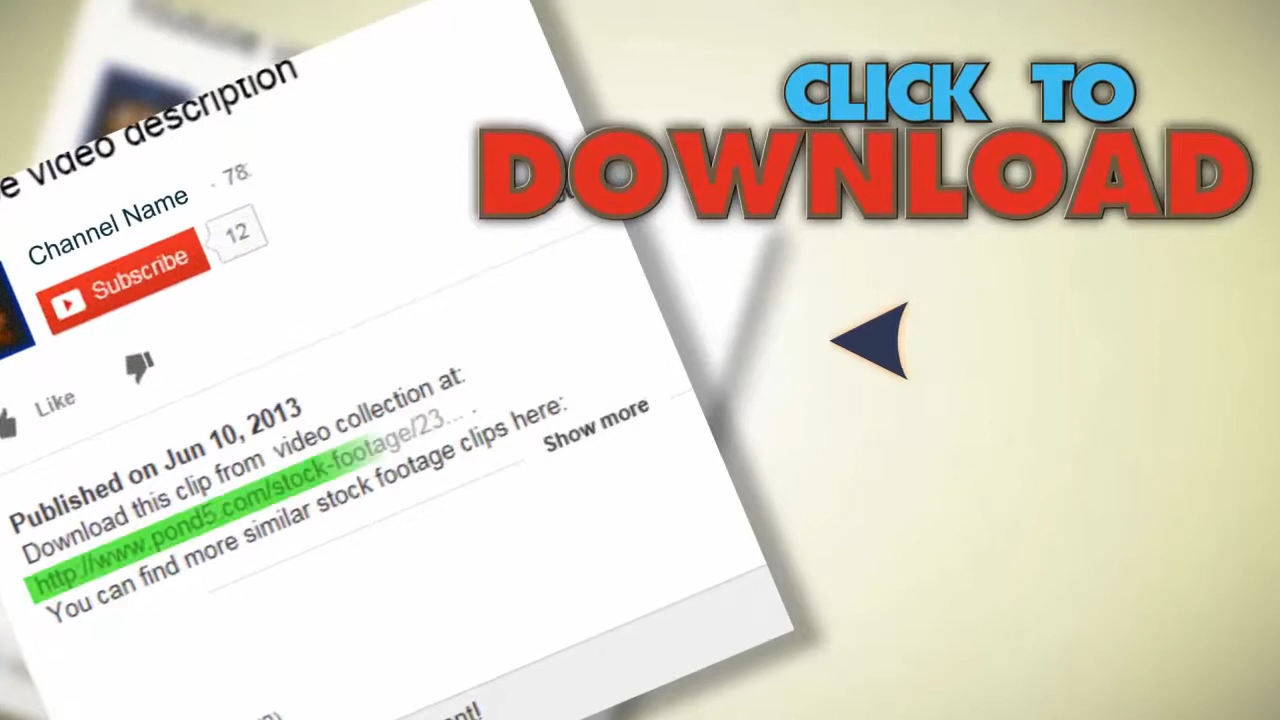 CLICK TO
DOWNLOAD
e video description
Channel Name
· 78
Subscribe
12
Like
Published on Jun 10, 2013
Download this clip from video collection at:
http://www.pond5.com/stock-footage/23... .
You can find more similar stock footage clips here:
Show more